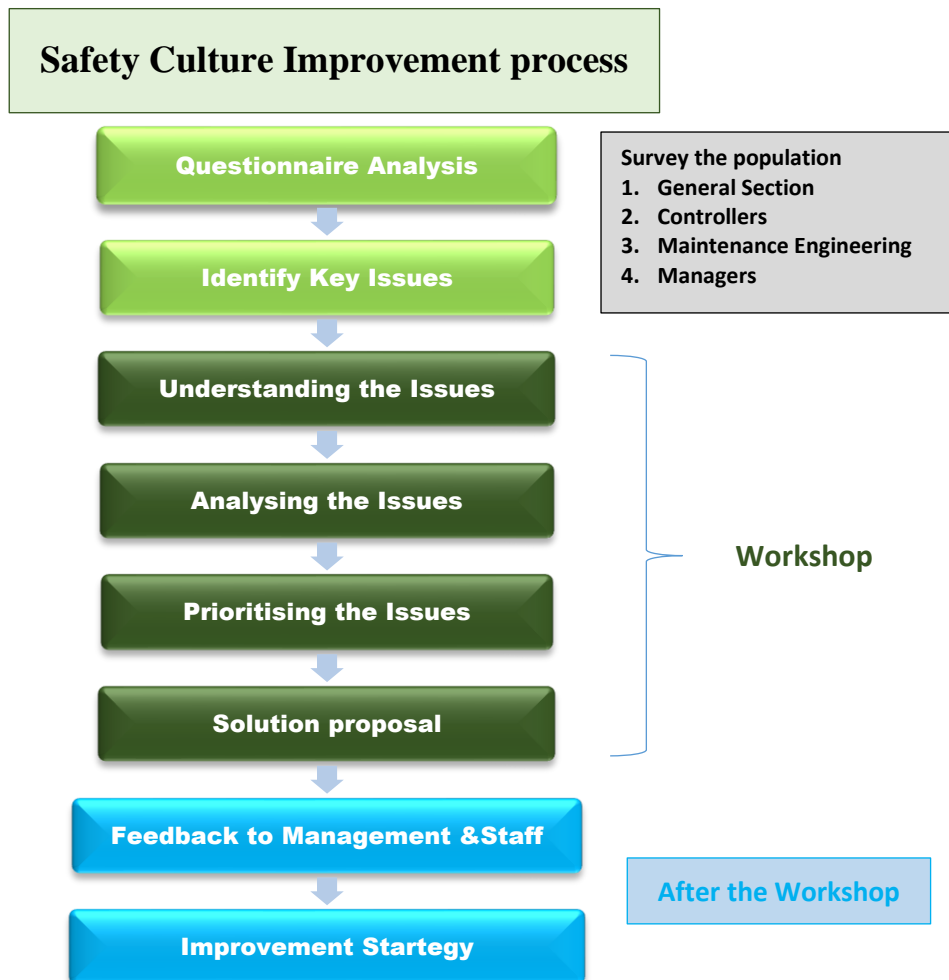 Safety Culture Improvement process
Questionnaire Analysis
Survey the population
1. General Section
2. Controllers
3. Maintenance Engineering
4. Managers
Identify Key Issues
Understanding the Issues
Analysing the Issues
Workshop
Prioritising the Issues
Solution proposal
Feedback to Management &Staff
After the Workshop
Improvement Startegy